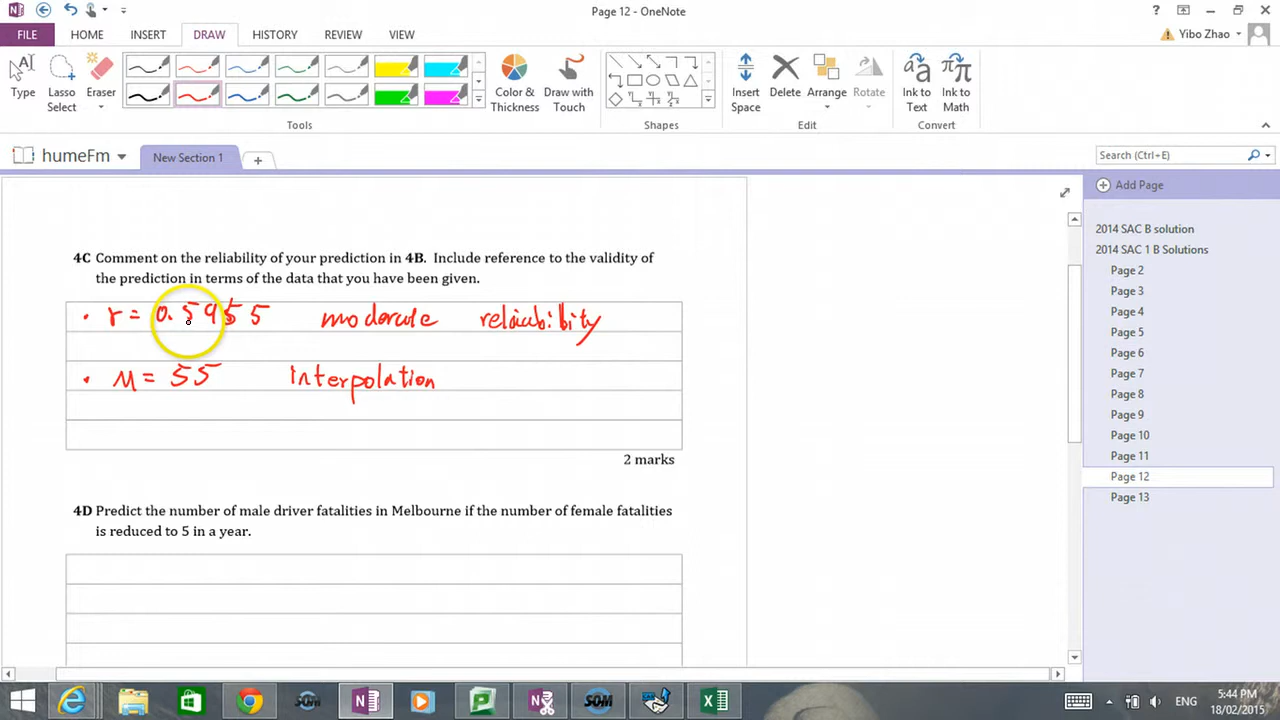 Page 12 - OneNote
FILE HOME INSERT DRAW HISTORY REVIEW VIEW
Yibo Zhao
Type
Lasso Select
Eraser
Color & Thickness
Draw with Touch
Insert Space
Delete
Arrange
Rotate
Ink to Text
Ink to Math
Tools
Shapes
Edit
Convert
humeFm
New Section 1
Search (Ctrl+E)
Add Page
2014 SAC B solution
2014 SAC 1 B Solutions
Page 2
Page 3
Page 4
Page 5
Page 6
Page 7
Page 8
Page 9
Page 10
Page 11
Page 12
Page 13
4C Comment on the reliability of your prediction in 4B. Include reference to the validity of
the prediction in terms of the data that you have been given.
• r = 0.5955 moderate reliability
• M = 55 interpolation
2 marks
4D Predict the number of male driver fatalities in Melbourne if the number of female fatalities
is reduced to 5 in a year.
SOM
SOM
ENG
5:44 PM
18/02/2015